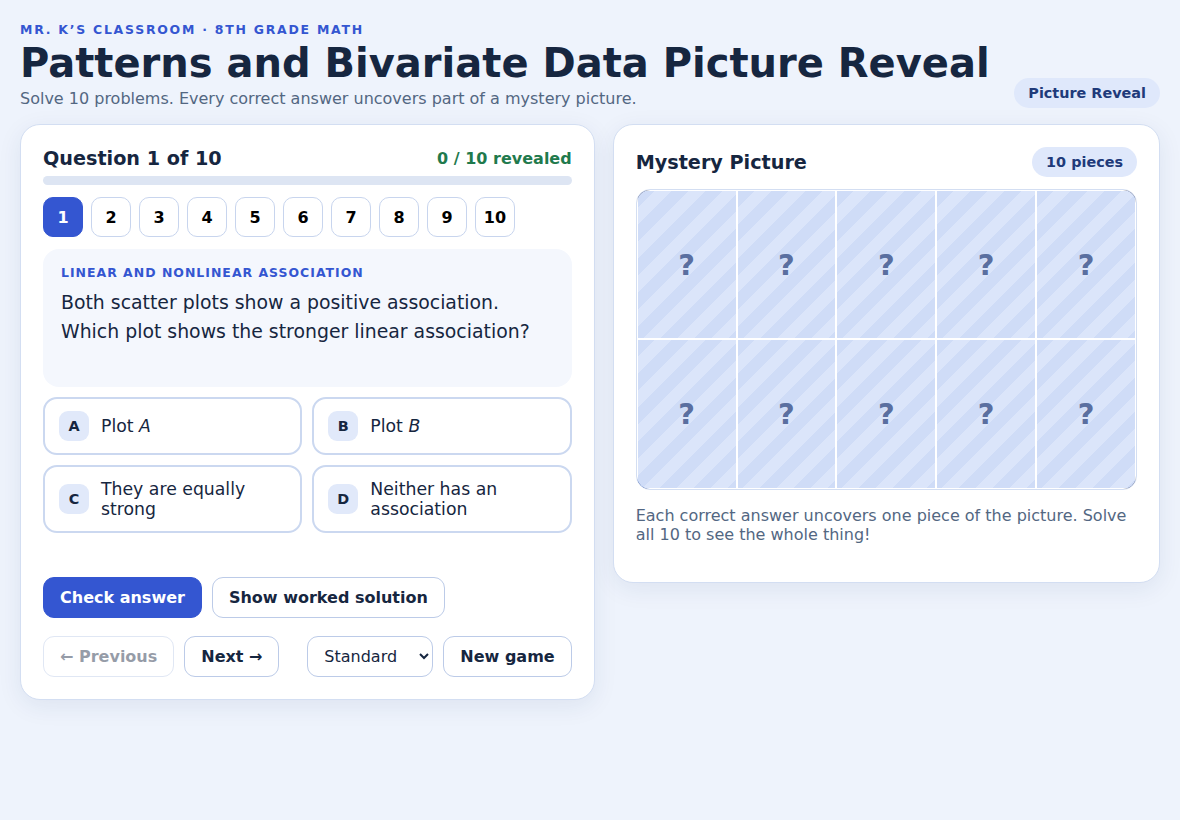 MR. K’S CLASSROOM · 8TH GRADE MATH
Patterns and Bivariate Data Picture Reveal
Solve 10 problems. Every correct answer uncovers part of a mystery picture.
Picture Reveal
Question 1 of 10
0 / 10 revealed
1 2 3 4 5 6 7 8 9 10
LINEAR AND NONLINEAR ASSOCIATION
Both scatter plots show a positive association.
Which plot shows the stronger linear association?
A Plot A
B Plot B
C They are equally
strong
D Neither has an
association
Check answer
Show worked solution
← Previous
Next →
Standard
New game
Mystery Picture
10 pieces
? ? ? ? ?
? ? ? ? ?
Each correct answer uncovers one piece of the picture. Solve
all 10 to see the whole thing!